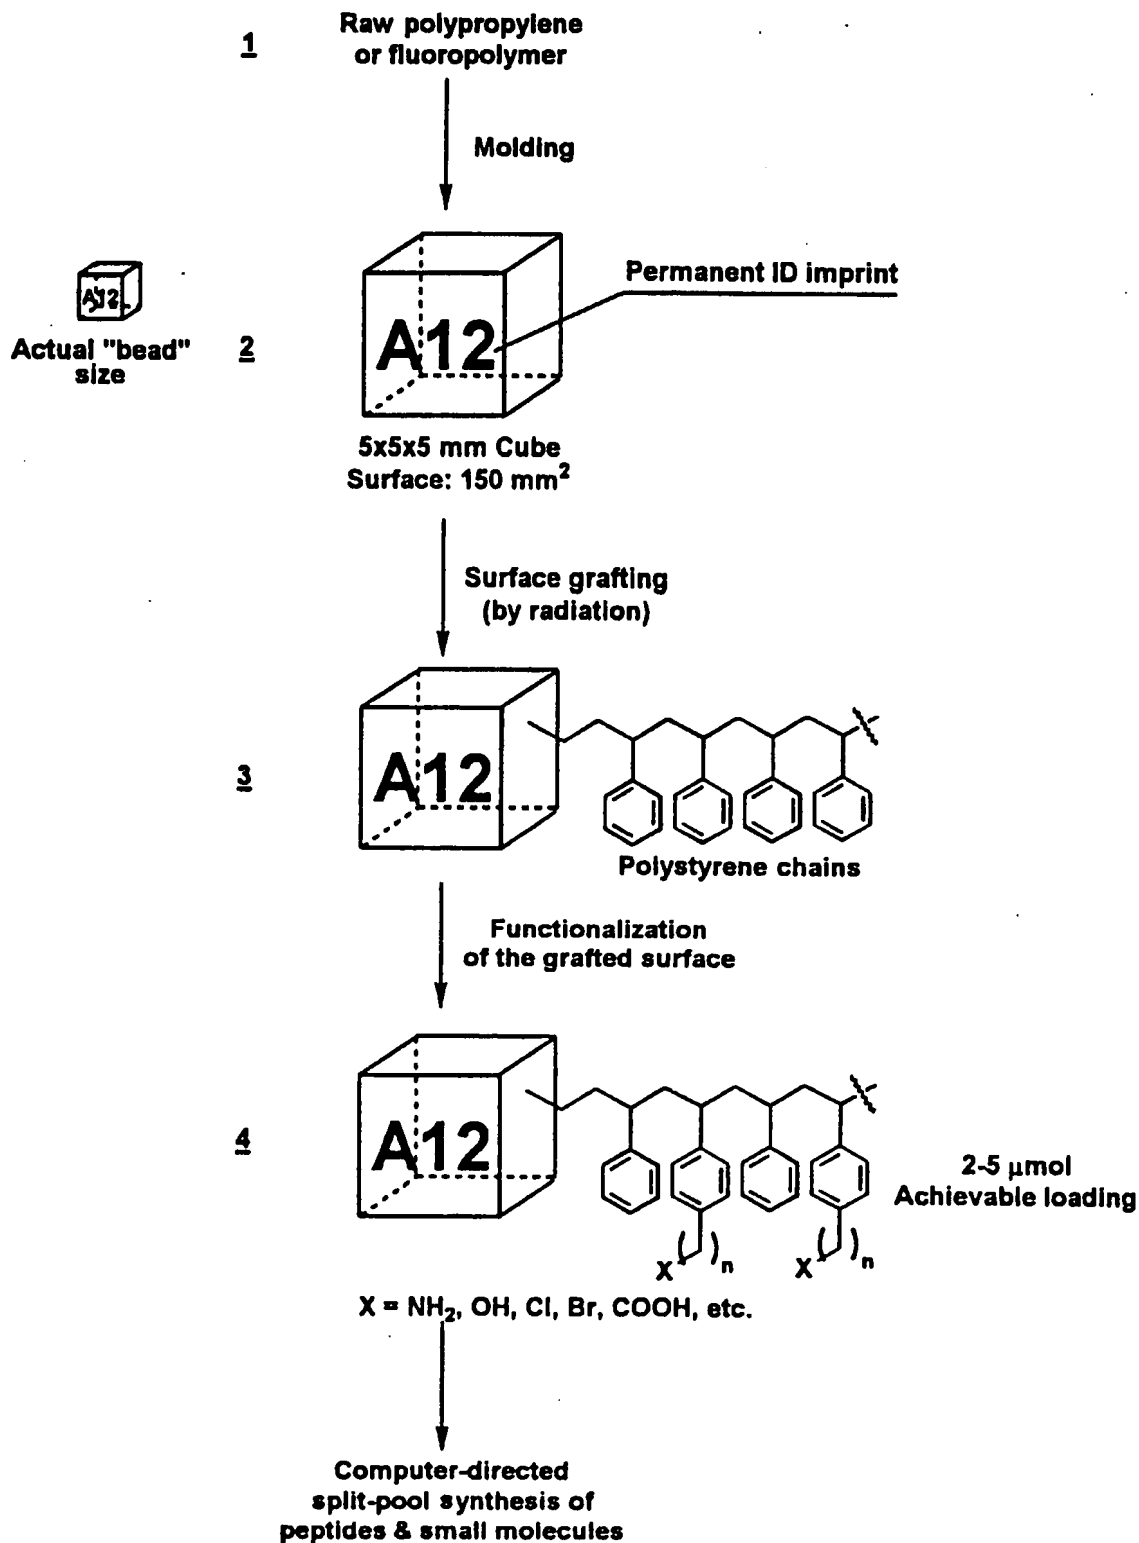 1
Raw polypropylene
or fluoropolymer
Molding
Permanent ID imprint
A12
Actual "bead"
size
2
A12
5x5x5 mm Cube
Surface: 150 mm²
Surface grafting
(by radiation)
3
A12
Polystyrene chains
Functionalization
of the grafted surface
4
A12
2-5 µmol
Achievable loading
X ( )n
X ( )n
X = NH₂, OH, Cl, Br, COOH, etc.
Computer-directed
split-pool synthesis of
peptides & small molecules